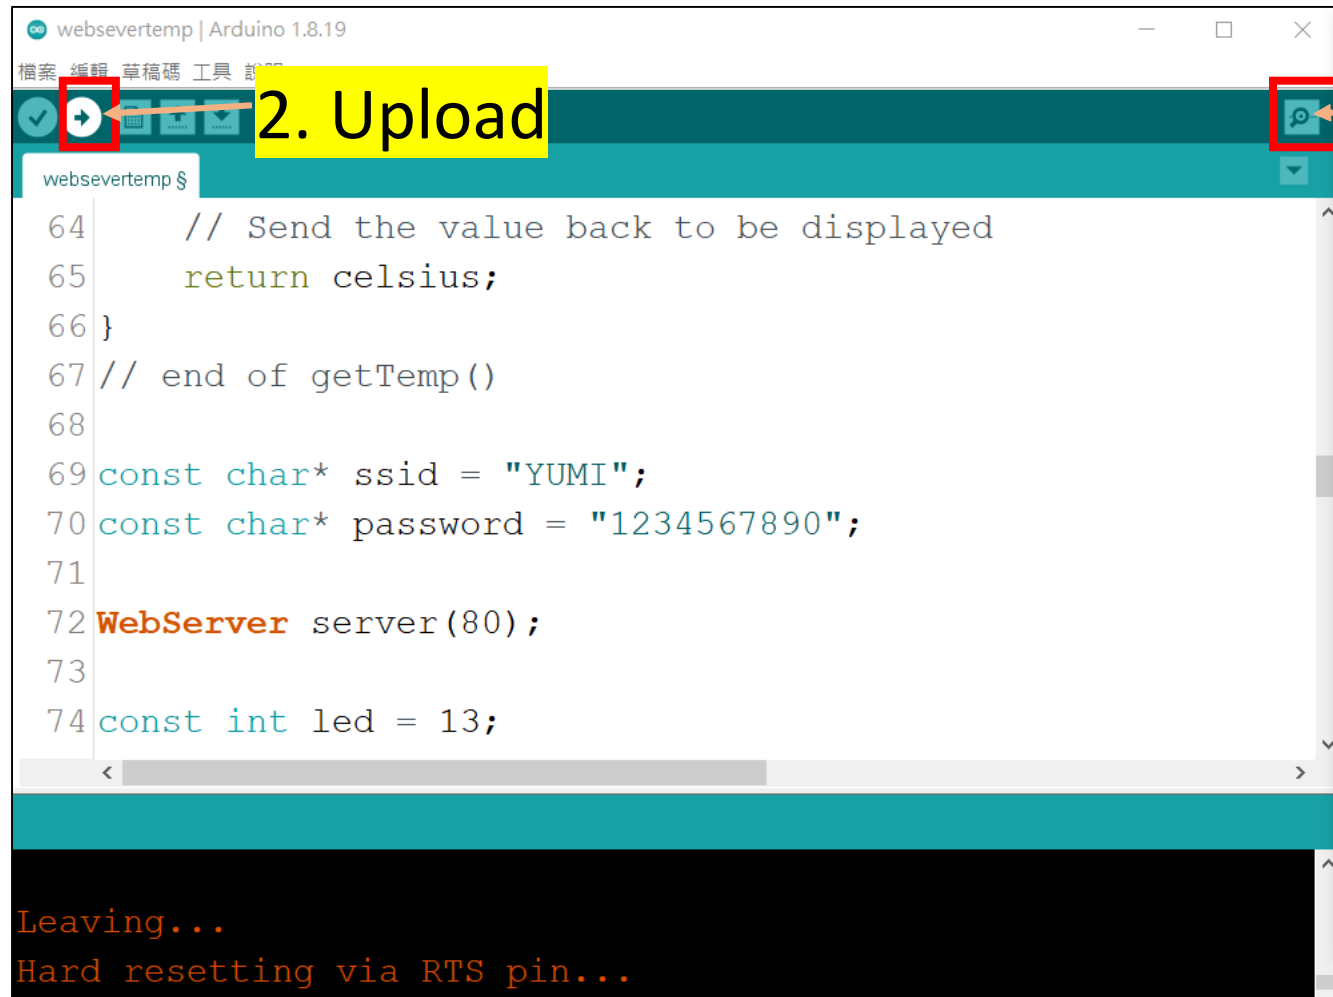 websevertemp | Arduino 1.8.19
檔案 編輯 草稿碼 工具
2. Upload
websevertemp §
64 // Send the value back to be displayed
65 return celsius;
66 }
67 // end of getTemp()
68
69 const char* ssid = "YUMI";
70 const char* password = "1234567890";
71
72 WebServer server(80);
73
74 const int led = 13;
Leaving...
Hard resetting via RTS pin...